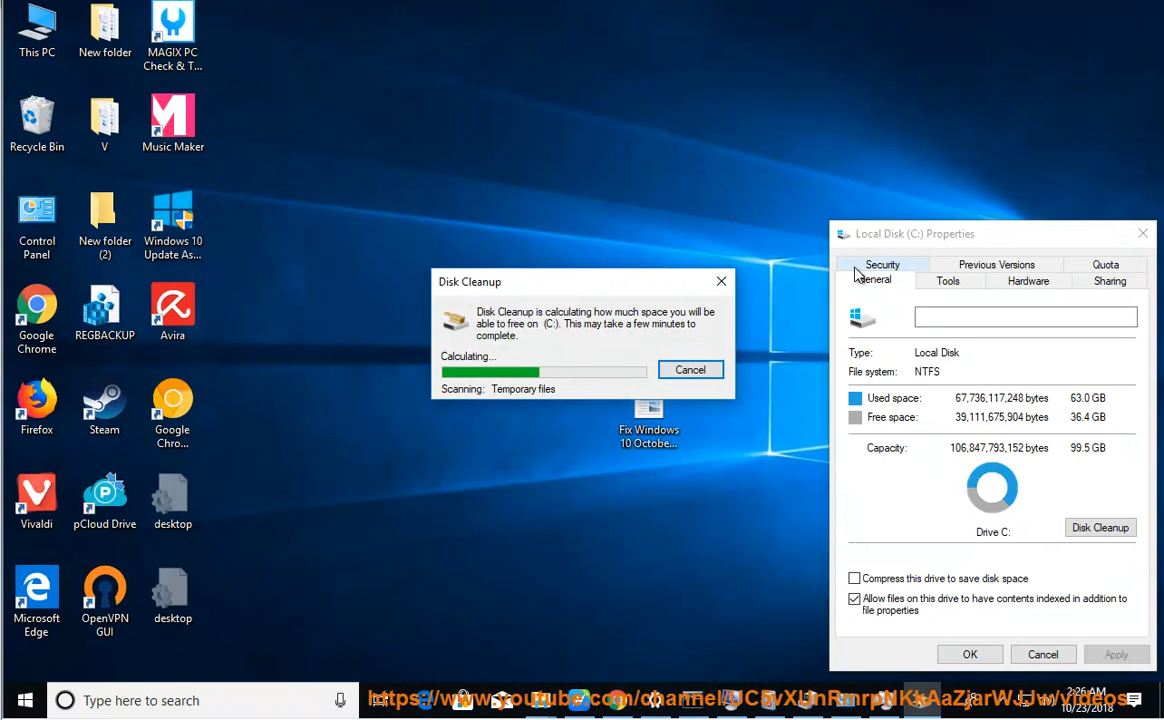 This PC
New folder
MAGIX PC
Check & T...
Recycle Bin
V
Music Maker
Control
Panel
New folder
(2)
Windows 10
Update As...
Google
Chrome
REGBACKUP
Avira
Firefox
Steam
Google
Chro...
Vivaldi
pCloud Drive
desktop
Microsoft
Edge
OpenVPN
GUI
desktop
Fix Windows
10 Octobe...
Disk Cleanup
Disk Cleanup is calculating how much space you will be
able to free on (C:). This may take a few minutes to
complete.
Calculating...
Cancel
Scanning: Temporary files
Local Disk (C:) Properties
Security
Previous Versions
Quota
General
Tools
Hardware
Sharing
Type: Local Disk
File system: NTFS
Used space: 67,736,117,248 bytes 63.0 GB
Free space: 39,111,675,904 bytes 36.4 GB
Capacity: 106,847,793,152 bytes 99.5 GB
Drive C:
Disk Cleanup
Compress this drive to save disk space
Allow files on this drive to have contents indexed in addition to
file properties
OK
Cancel
Apply
Type here to search
2:26 AM
10/23/2018